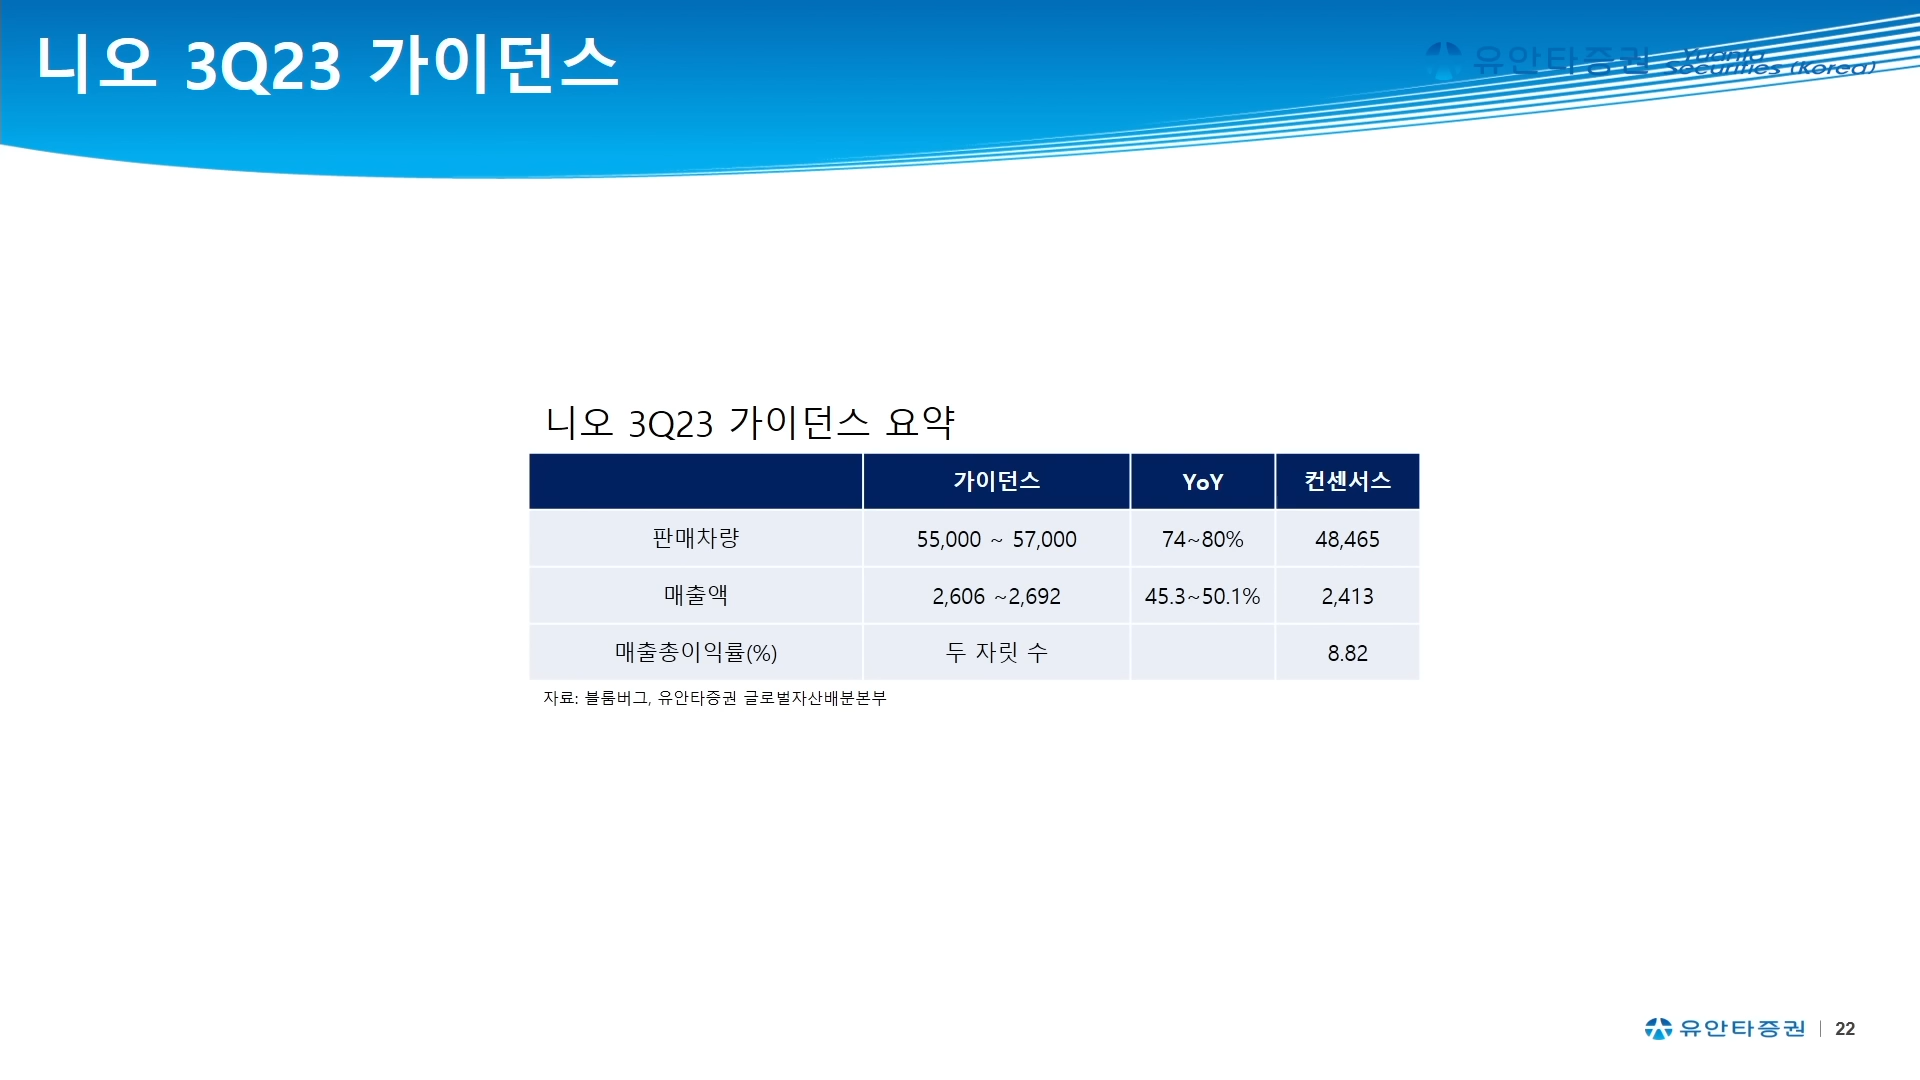 니오 3Q23 가이던스
유안타증권 Yuanta Securities (Korea)
니오 3Q23 가이던스 요약
가이던스 YoY 컨센서스
판매차량 55,000 ~ 57,000 74~80% 48,465
매출액 2,606 ~2,692 45.3~50.1% 2,413
매출총이익률(%) 두 자릿 수 8.82
자료: 블룸버그, 유안타증권 글로벌자산배분본부
유안타증권 | 22